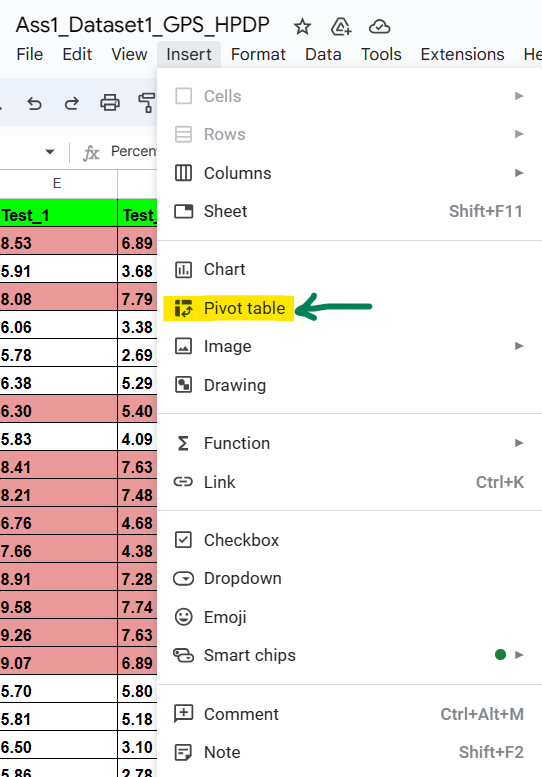 Ass1_Dataset1_GPS_HPDP
File Edit View Insert Format Data Tools Extensions He
fx Percen
E
Test_1 Test_
8.53 6.89
5.91 3.68
8.08 7.79
6.06 3.38
5.78 2.69
6.38 5.29
6.30 5.40
5.83 4.09
8.41 7.63
8.21 7.48
6.76 4.68
7.66 4.38
8.91 7.28
9.58 7.74
9.26 7.63
9.07 6.89
5.70 5.80
5.81 5.18
6.50 3.10
5.86 2.78
Cells
Rows
Columns
Sheet Shift+F11
Chart
Pivot table
Image
Drawing
Σ Function
Link Ctrl+K
Checkbox
Dropdown
Emoji
Smart chips
Comment Ctrl+Alt+M
Note Shift+F2